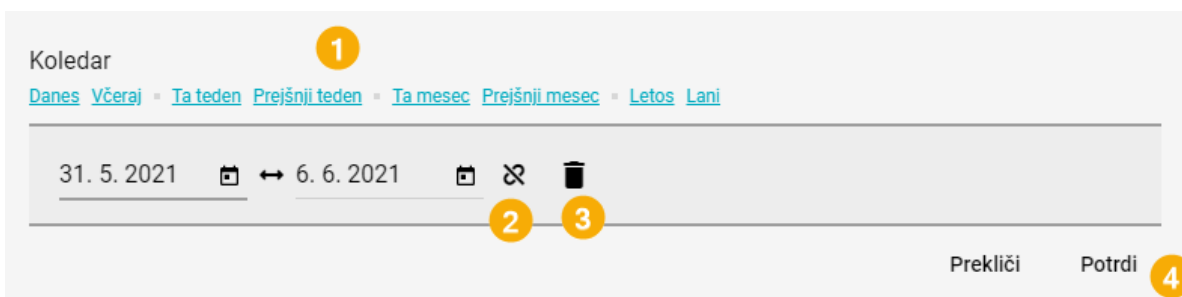 1
Koledar
Danes Včeraj Ta teden Prejšnji teden Ta mesec Prejšnji mesec Letos Lani
31. 5. 2021 ↔ 6. 6. 2021
2 3
Prekliči Potrdi 4